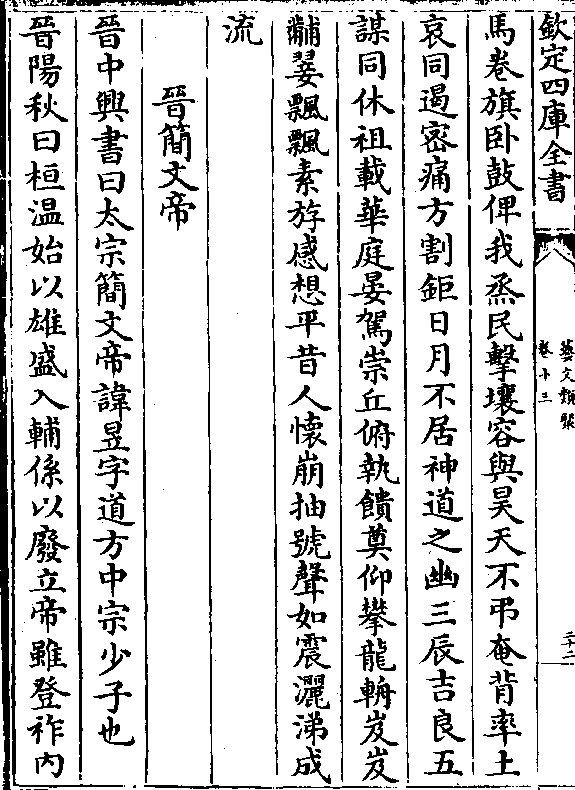 欽定四庫全書
藝文類聚
卷十三
二十二
馬卷旗卧鼓俾我烝民擊壤容與昊天不弔奄背率土
哀同遏密痛方割鉅日月不居神道之幽三辰吉良五
謀同休祖載華庭晏駕崇丘俯執饋奠仰攀龍輈岌岌
黼翣飄飄素斿感想平昔人懷崩抽號聲如震灑涕成
流
晉簡文帝
晉中興書曰太宗簡文帝諱昱字道方中宗少子也
晉陽秋曰桓溫始以雄盛入輔係以廢立帝雖登祚內